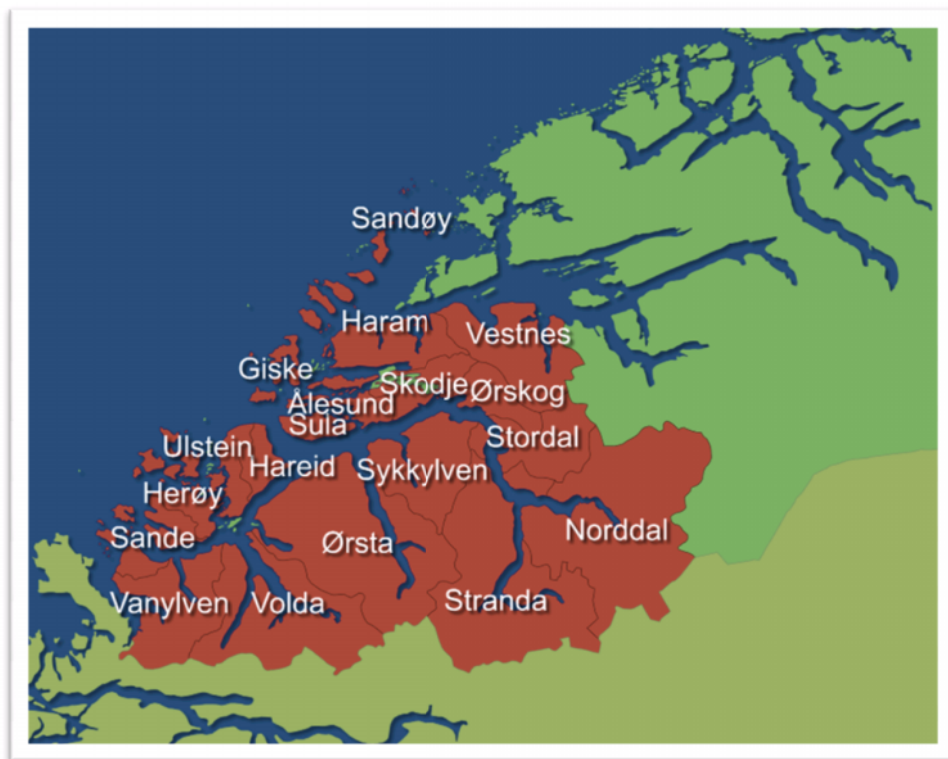 Sandøy
Haram
Vestnes
Giske
Skodje
Ørskog
Ålesund
Sula
Stordal
Ulstein
Hareid
Sykkylven
Herøy
Norddal
Sande
Ørsta
Vanylven
Volda
Stranda